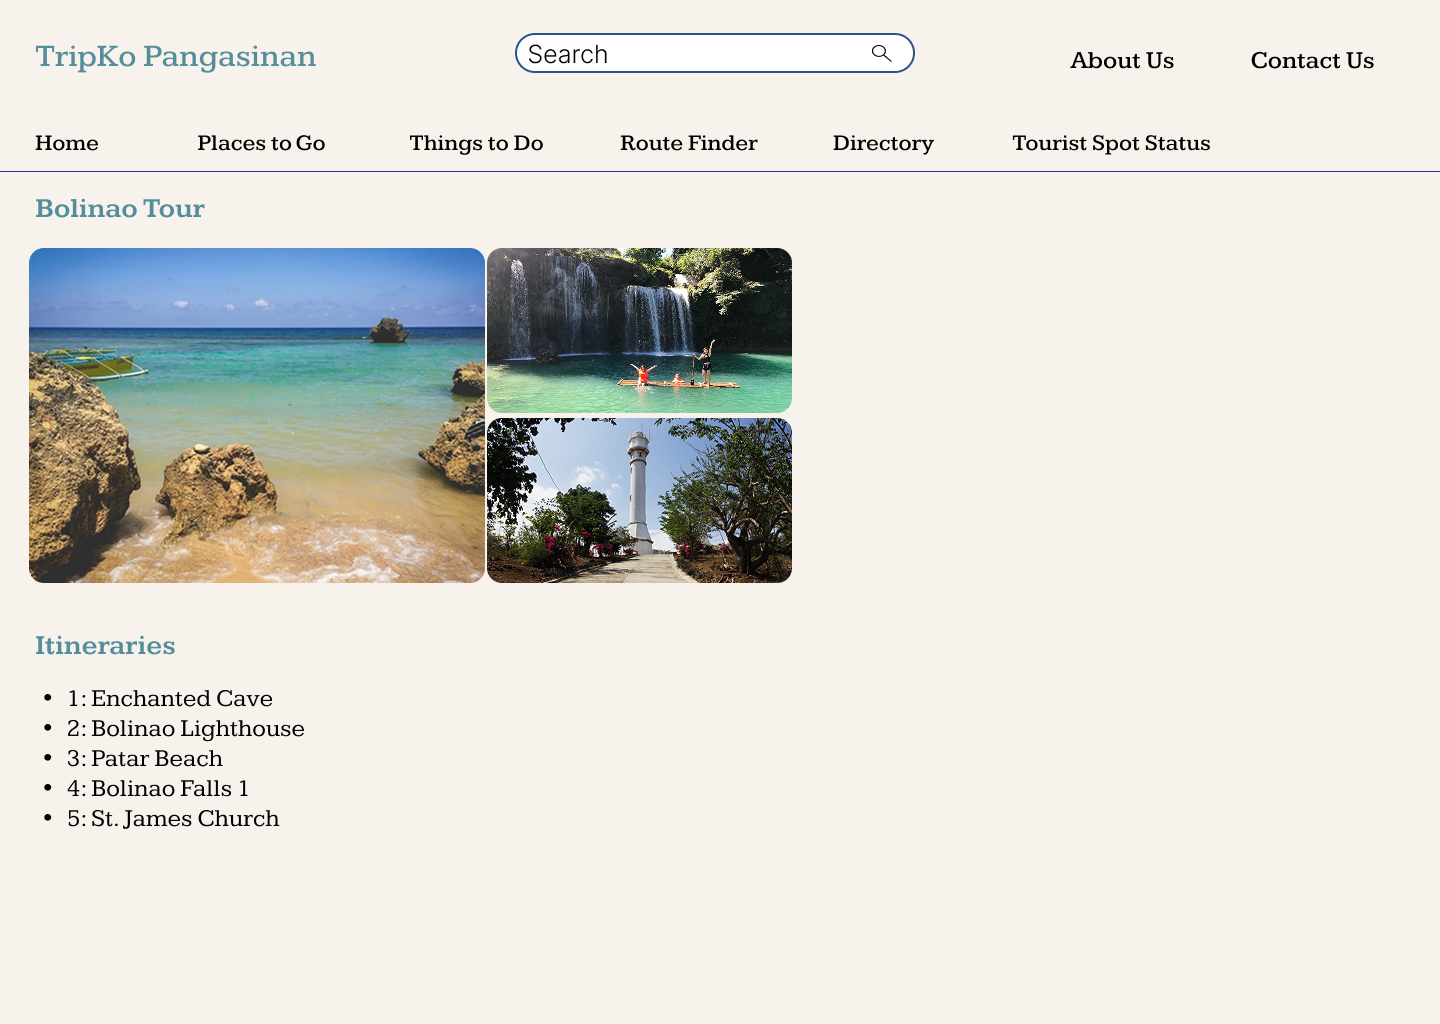 TripKo Pangasinan
Search
About Us
Contact Us
Home
Places to Go
Things to Do
Route Finder
Directory
Tourist Spot Status
Bolinao Tour
Itineraries
• 1: Enchanted Cave
• 2: Bolinao Lighthouse
• 3: Patar Beach
• 4: Bolinao Falls 1
• 5: St. James Church